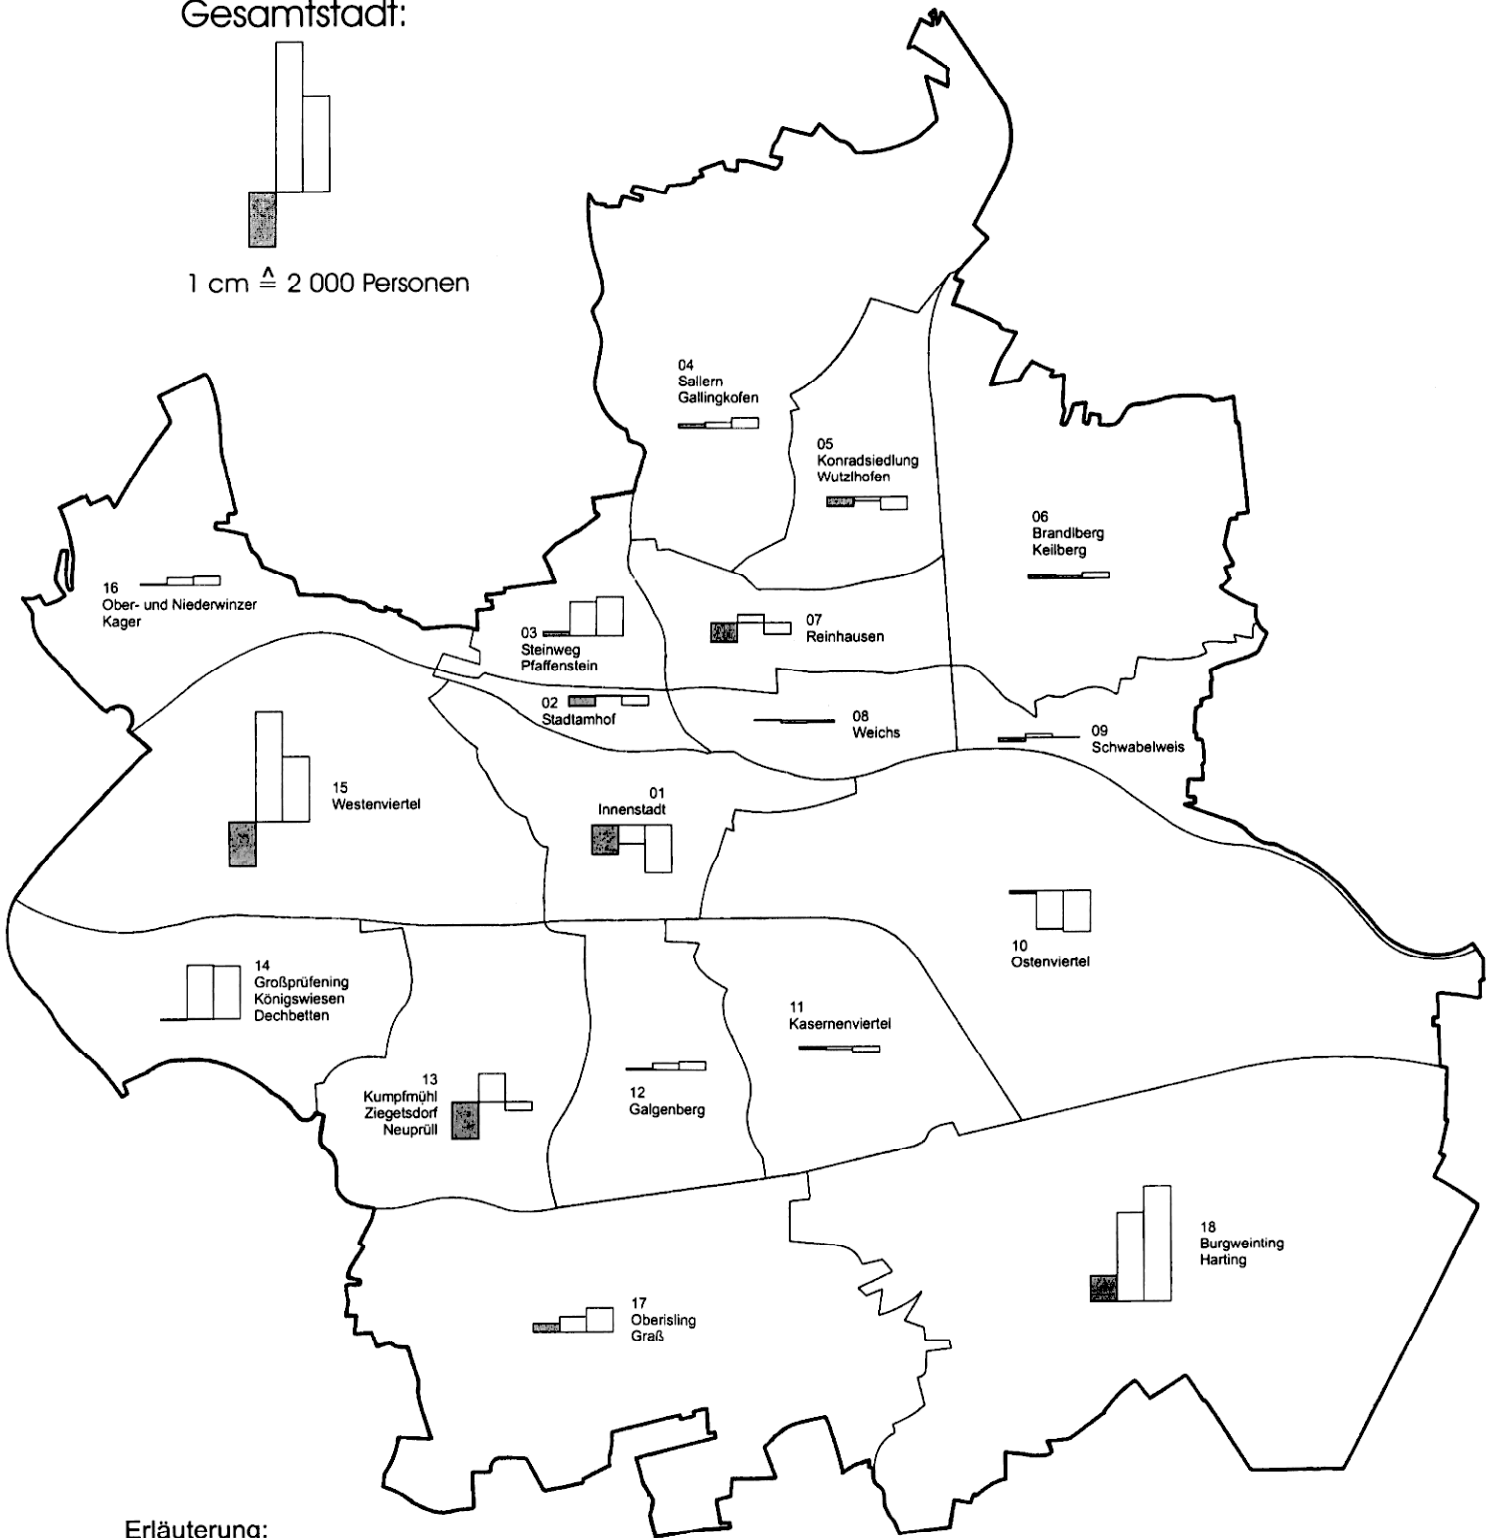 Gesamtstadt:
1 cm ≙ 2 000 Personen
04
Sallern
Gallingkofen
05
Konradsiedlung
Wutzlhofen
06
Brandlberg
Keilberg
16
Ober- und Niederwinzer
Kager
03
Steinweg
Pfaffenstein
07
Reinhausen
02
Stadtamhof
08
Weichs
09
Schwabelweis
15
Westenviertel
01
Innenstadt
10
Ostenviertel
14
Großprüfening
Königswiesen
Dechbetten
11
Kasernenviertel
13
Kumpfmühl
Ziegetsdorf
Neuprüll
12
Galgenberg
18
Burgweinting
Harting
17
Oberisling
Graß
Erläuterung: